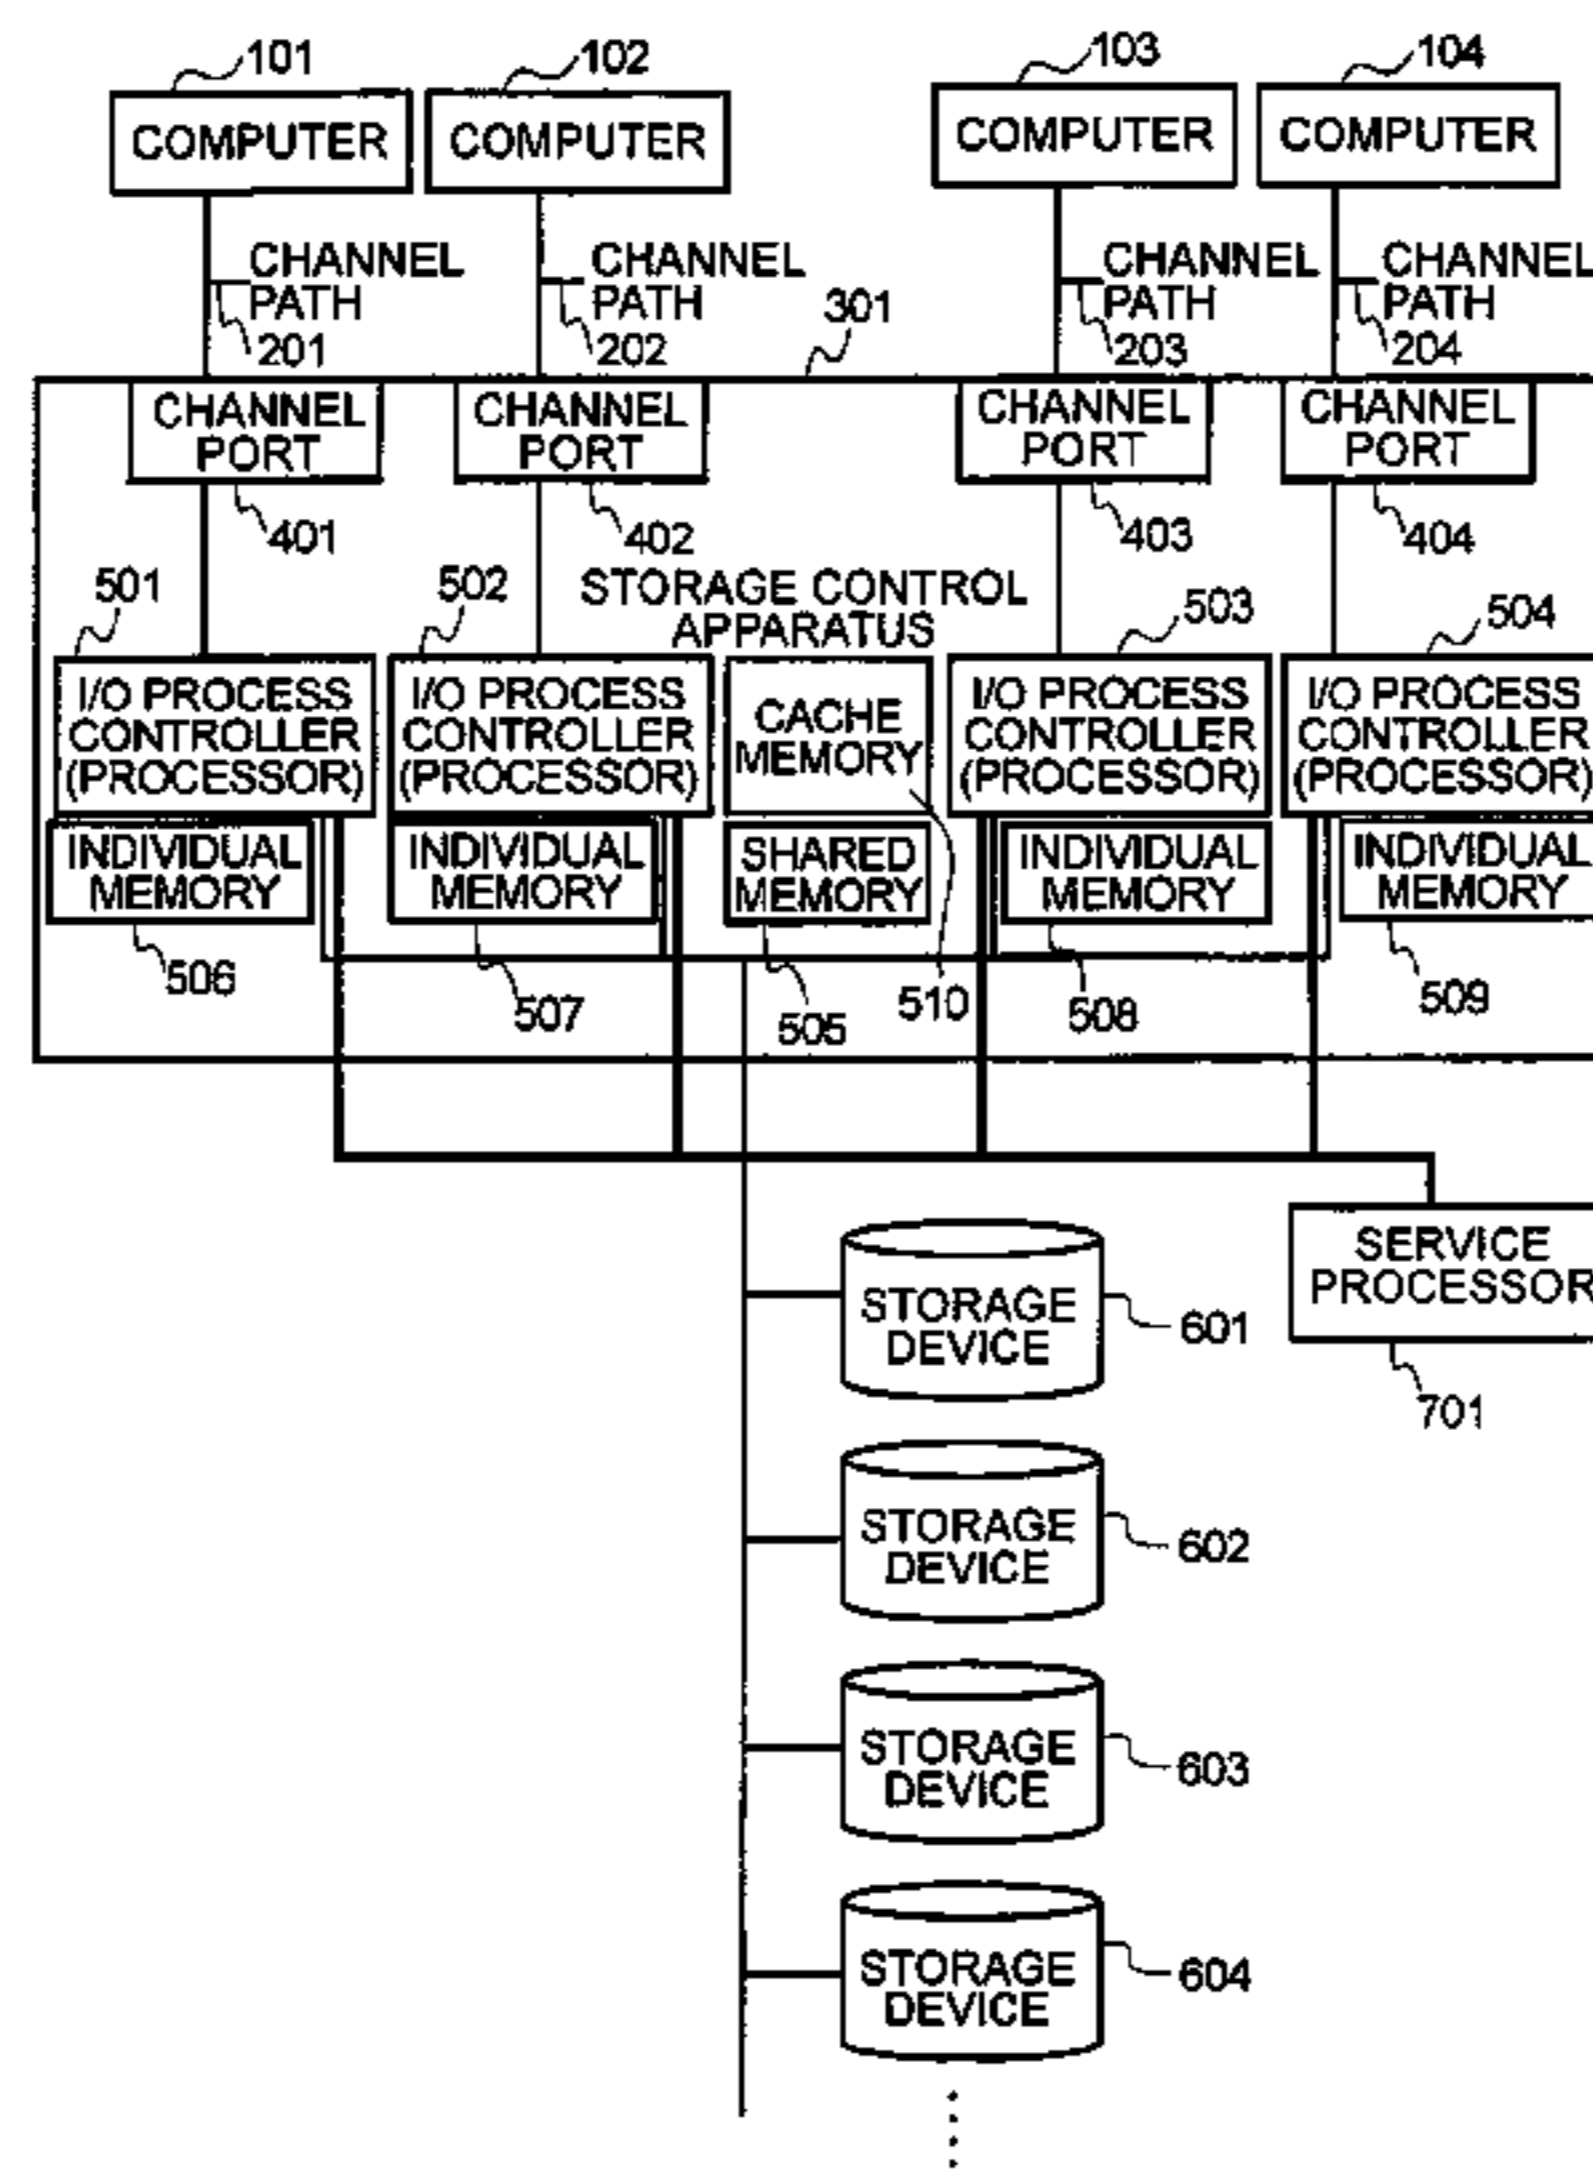 101
102
103
104
COMPUTER
COMPUTER
COMPUTER
COMPUTER
CHANNEL
PATH
201
CHANNEL
PATH
202
301
CHANNEL
PATH
203
CHANNEL
PATH
204
CHANNEL
PORT
401
CHANNEL
PORT
402
CHANNEL
PORT
403
CHANNEL
PORT
404
STORAGE CONTROL
APPARATUS
501
502
503
504
I/O PROCESS
CONTROLLER
(PROCESSOR)
I/O PROCESS
CONTROLLER
(PROCESSOR)
CACHE
MEMORY
I/O PROCESS
CONTROLLER
(PROCESSOR)
I/O PROCESS
CONTROLLER
(PROCESSOR)
INDIVIDUAL
MEMORY
INDIVIDUAL
MEMORY
SHARED
MEMORY
INDIVIDUAL
MEMORY
INDIVIDUAL
MEMORY
506
507
505
510
508
509
STORAGE
DEVICE
601
SERVICE
PROCESSOR
701
STORAGE
DEVICE
602
STORAGE
DEVICE
603
STORAGE
DEVICE
604